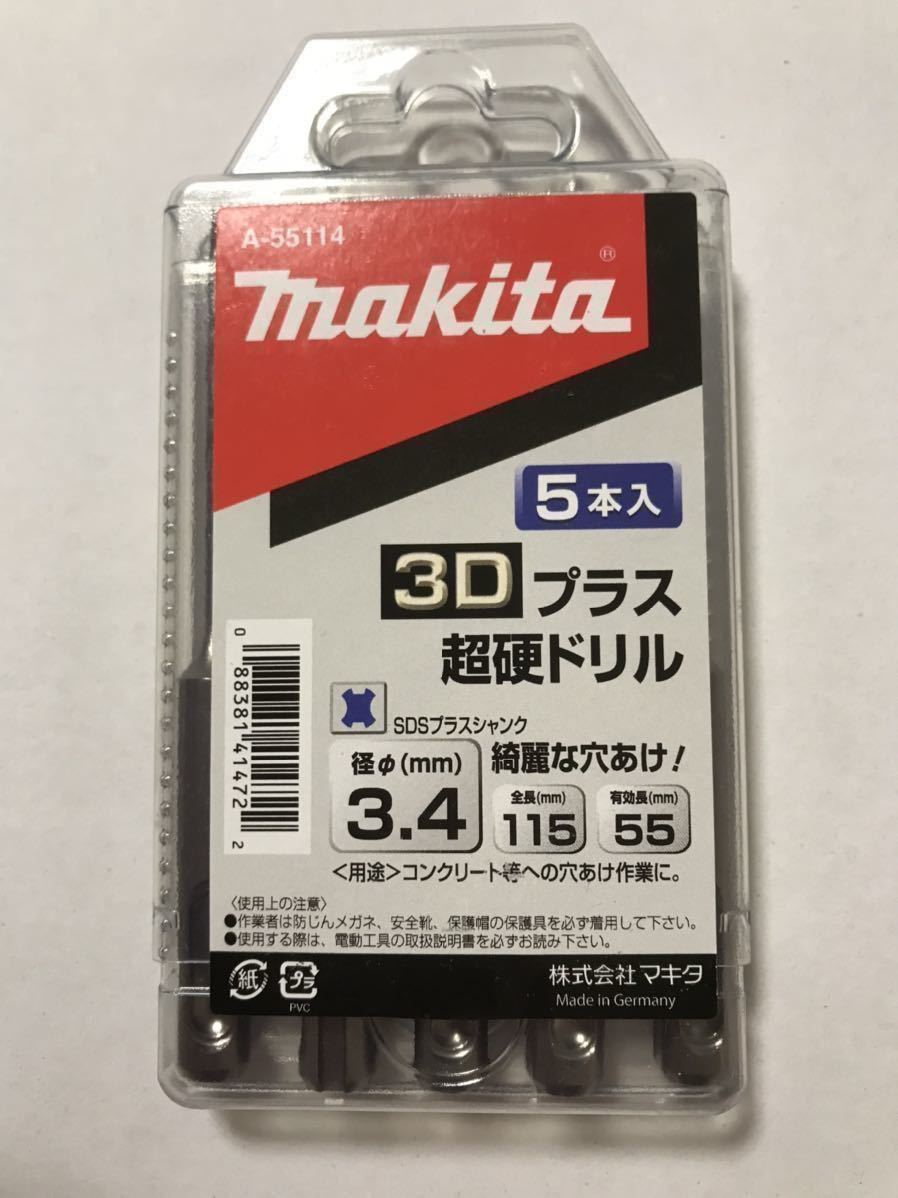 A-55114
makita®
5本入
3D プラス
超硬ドリル
SDSプラスシャンク
綺麗な穴あけ!
径φ(mm)
3.4
全長(mm)
115
有効長(mm)
55
<用途>コンクリート等への穴あけ作業に。
〈使用上の注意〉
●作業者は防じんメガネ、安全靴、保護帽の保護具を必ず着用して下さい。
●使用する際は、電動工具の取扱説明書を必ずお読み下さい。
0 88381 41472 2
紙
プラ
PVC
株式会社 マキタ
Made in Germany